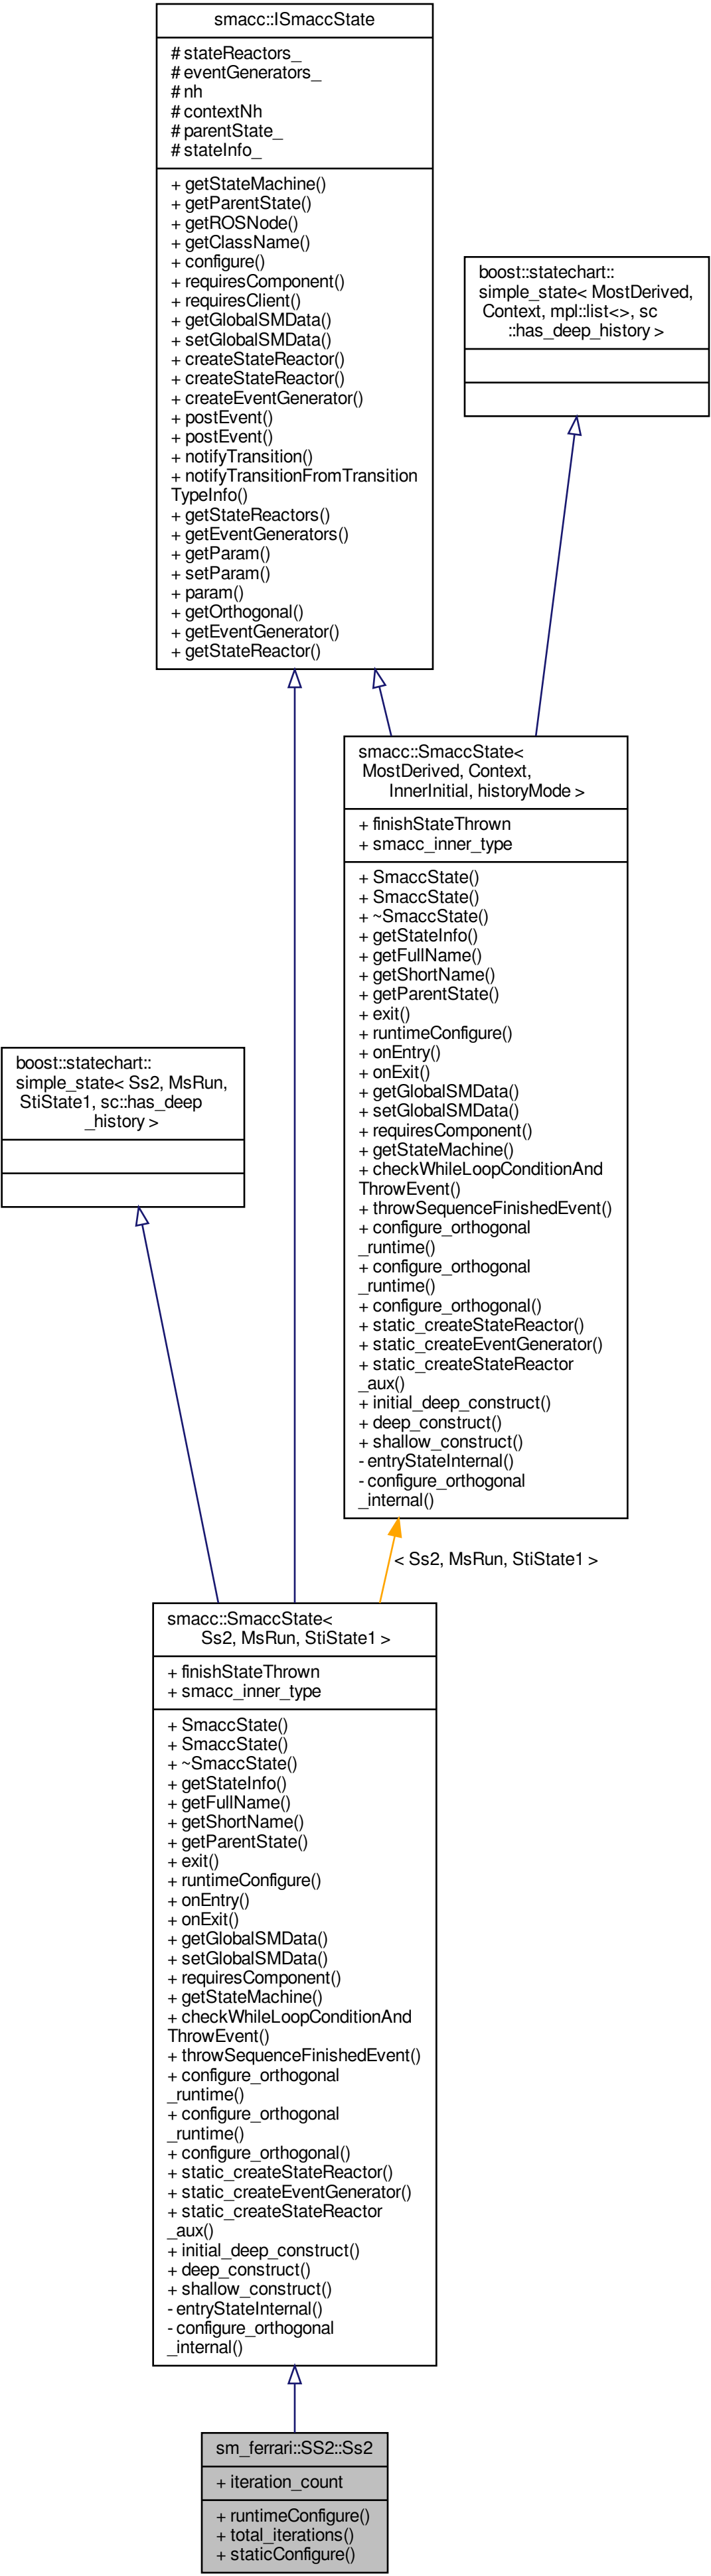 smacc::ISmaccState
# stateReactors_
# eventGenerators_
# nh
# contextNh
# parentState_
# stateInfo_
+ getStateMachine()
+ getParentState()
+ getROSNode()
+ getClassName()
+ configure()
+ requiresComponent()
+ requiresClient()
+ getGlobalSMData()
+ setGlobalSMData()
+ createStateReactor()
+ createStateReactor()
+ createEventGenerator()
+ postEvent()
+ postEvent()
+ notifyTransition()
+ notifyTransitionFromTransition
TypeInfo()
+ getStateReactors()
+ getEventGenerators()
+ getParam()
+ setParam()
+ param()
+ getOrthogonal()
+ getEventGenerator()
+ getStateReactor()
boost::statechart::
simple_state< MostDerived,
Context, mpl::list<>, sc
::has_deep_history >
smacc::SmaccState<
MostDerived, Context,
InnerInitial, historyMode >
+ finishStateThrown
+ smacc_inner_type
+ SmaccState()
+ SmaccState()
+ ~SmaccState()
+ getStateInfo()
+ getFullName()
+ getShortName()
+ getParentState()
+ exit()
+ runtimeConfigure()
+ onEntry()
+ onExit()
+ getGlobalSMData()
+ setGlobalSMData()
+ requiresComponent()
+ getStateMachine()
+ checkWhileLoopConditionAnd
ThrowEvent()
+ throwSequenceFinishedEvent()
+ configure_orthogonal
_runtime()
+ configure_orthogonal
_runtime()
+ configure_orthogonal()
+ static_createStateReactor()
+ static_createEventGenerator()
+ static_createStateReactor
_aux()
+ initial_deep_construct()
+ deep_construct()
+ shallow_construct()
- entryStateInternal()
- configure_orthogonal
_internal()
boost::statechart::
simple_state< Ss2, MsRun,
StiState1, sc::has_deep
_history >
< Ss2, MsRun, StiState1 >
smacc::SmaccState<
Ss2, MsRun, StiState1 >
+ finishStateThrown
+ smacc_inner_type
+ SmaccState()
+ SmaccState()
+ ~SmaccState()
+ getStateInfo()
+ getFullName()
+ getShortName()
+ getParentState()
+ exit()
+ runtimeConfigure()
+ onEntry()
+ onExit()
+ getGlobalSMData()
+ setGlobalSMData()
+ requiresComponent()
+ getStateMachine()
+ checkWhileLoopConditionAnd
ThrowEvent()
+ throwSequenceFinishedEvent()
+ configure_orthogonal
_runtime()
+ configure_orthogonal
_runtime()
+ configure_orthogonal()
+ static_createStateReactor()
+ static_createEventGenerator()
+ static_createStateReactor
_aux()
+ initial_deep_construct()
+ deep_construct()
+ shallow_construct()
- entryStateInternal()
- configure_orthogonal
_internal()
sm_ferrari::SS2::Ss2
+ iteration_count
+ runtimeConfigure()
+ total_iterations()
+ staticConfigure()